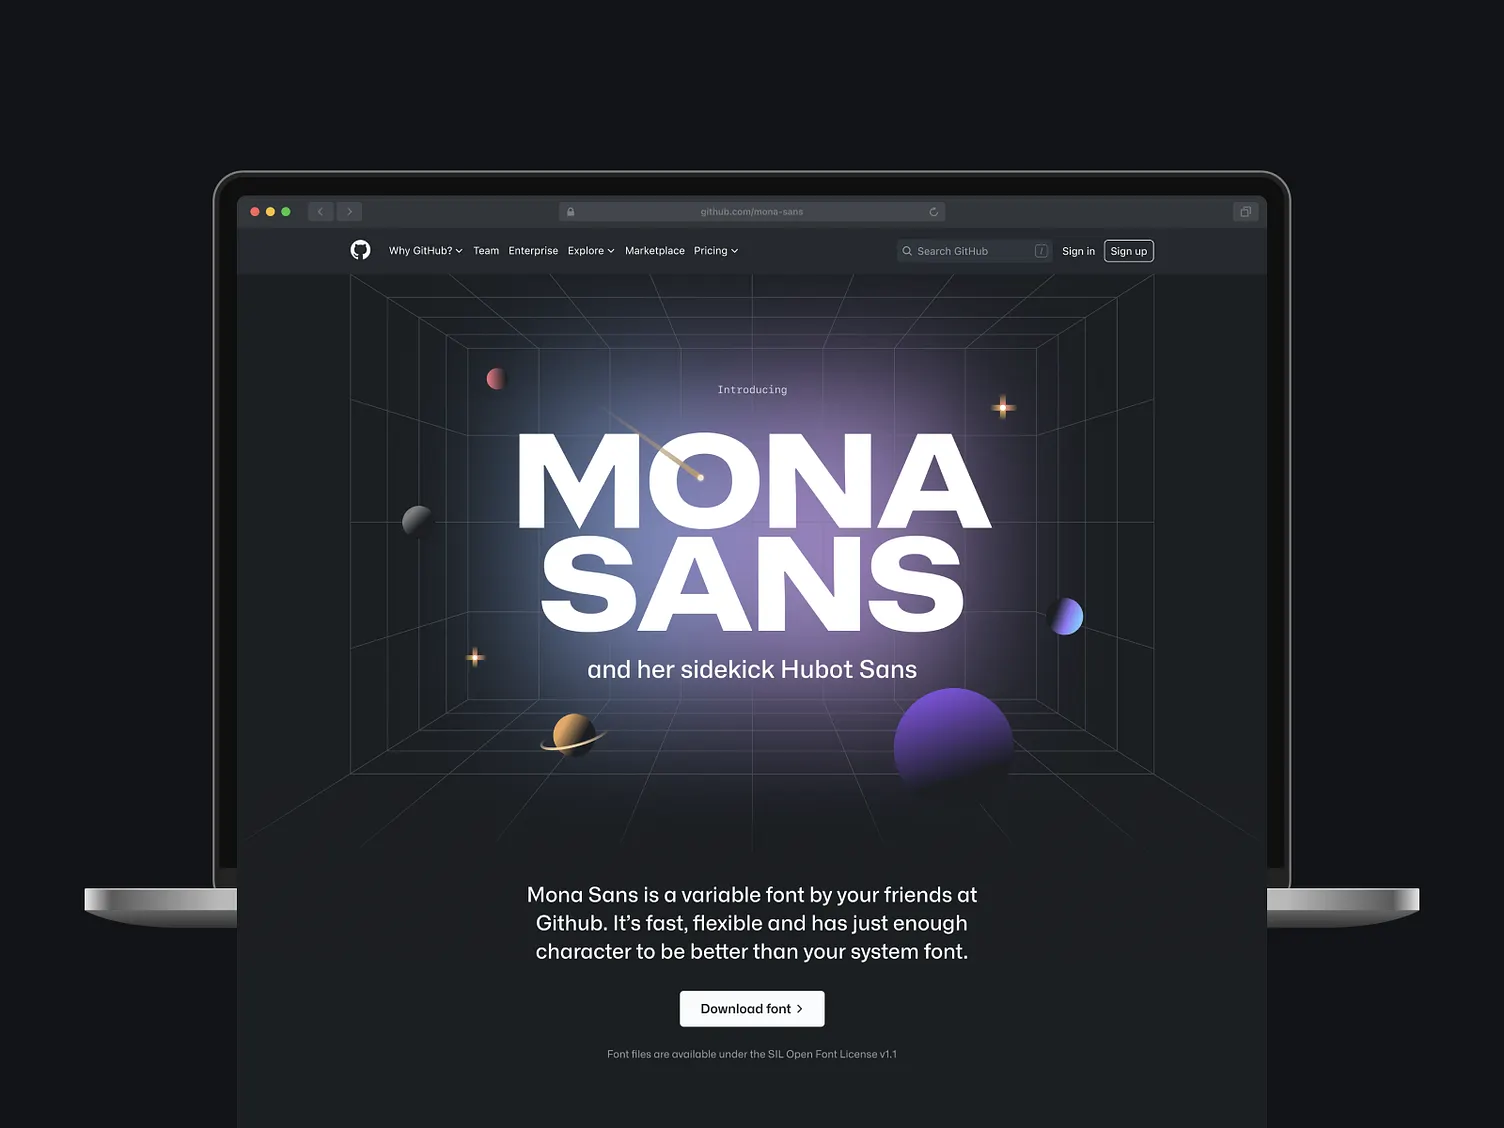 github.com/mona-sans
Why GitHub? Team Enterprise Explore Marketplace Pricing Search GitHub / Sign in Sign up
Introducing
MONA
SANS
and her sidekick Hubot Sans
Mona Sans is a variable font by your friends at
Github. It’s fast, flexible and has just enough
character to be better than your system font.
Download font
Font files are available under the SIL Open Font License v1.1